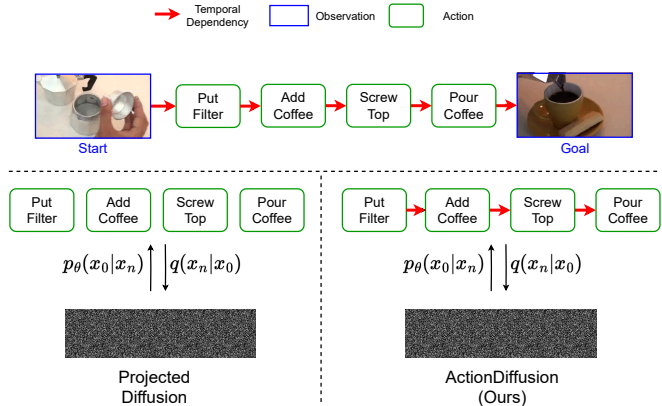 Temporal
Dependency
Observation
Action
Put
Filter
Add
Coffee
Screw
Top
Pour
Coffee
Start
Goal
Put
Filter
Add
Coffee
Screw
Top
Pour
Coffee
Put
Filter
Add
Coffee
Screw
Top
Pour
Coffee
pθ(x0|xn)
q(xn|x0)
pθ(x0|xn)
q(xn|x0)
Projected
Diffusion
ActionDiffusion
(Ours)